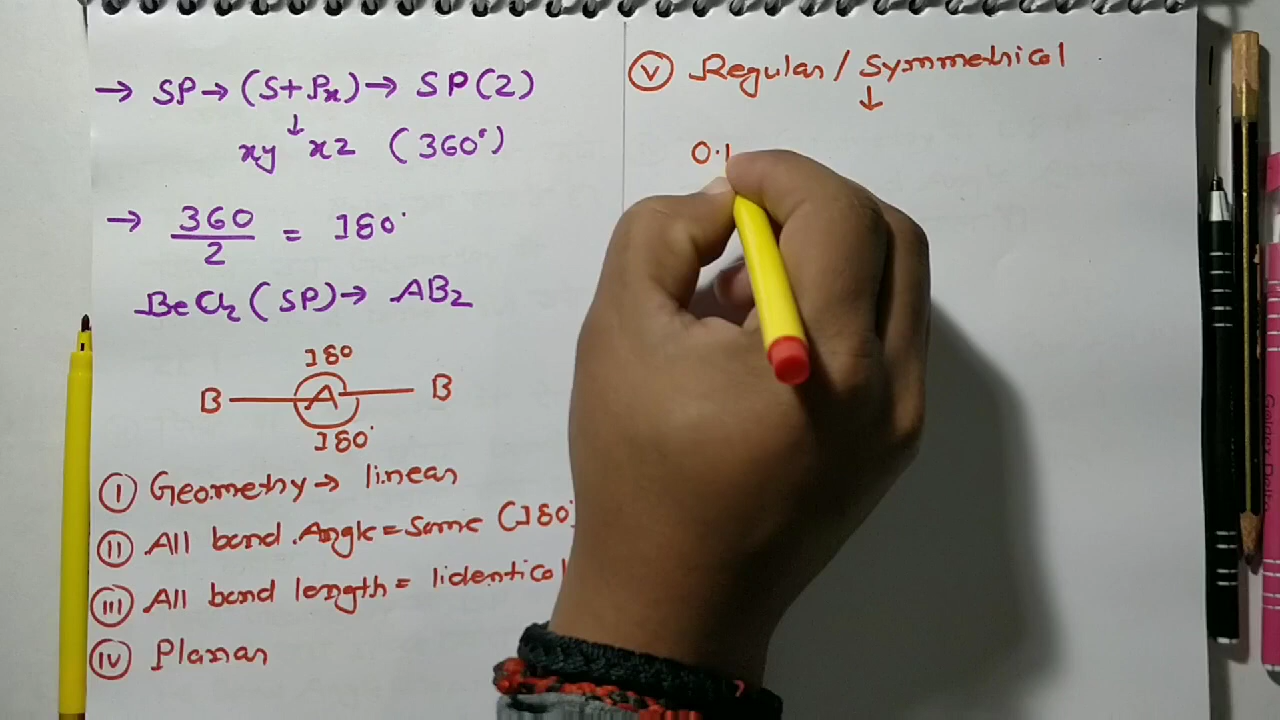 → SP → (S+Px) → SP(2)
↓
xy xz (360°)
→ 360/2 = 180°
BeCl2 (SP) → AB2
180
B — A — B
180°
(I) Geometry → linear
(II) All bond Angle = Same (180°
(III) All bond length = Iidentical
(IV) Planar
(V) Regular / Symmetrical
↓
0.1